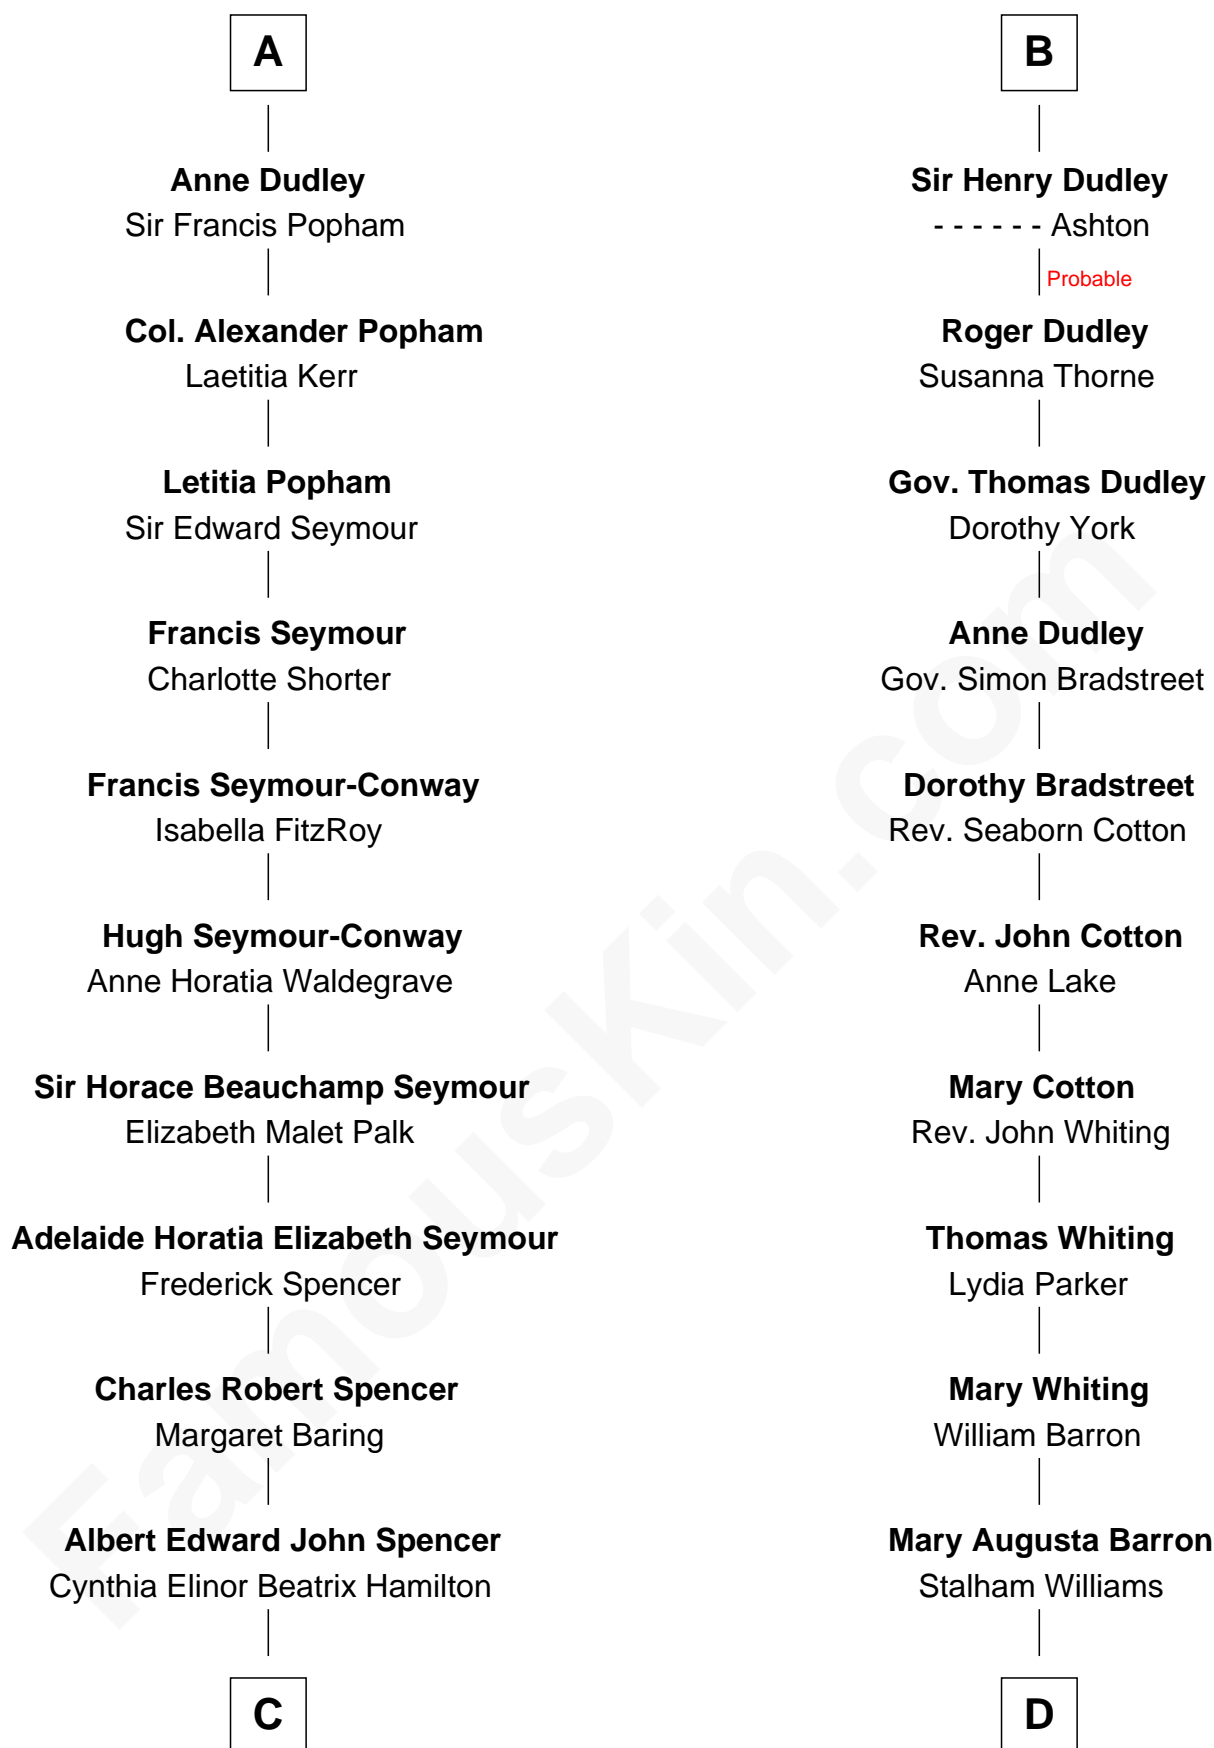 A
Anne Dudley
Sir Francis Popham
Col. Alexander Popham
Laetitia Kerr
Letitia Popham
Sir Edward Seymour
Francis Seymour
Charlotte Shorter
Francis Seymour-Conway
Isabella FitzRoy
Hugh Seymour-Conway
Anne Horatia Waldegrave
Sir Horace Beauchamp Seymour
Elizabeth Malet Palk
Adelaide Horatia Elizabeth Seymour
Frederick Spencer
Charles Robert Spencer
Margaret Baring
Albert Edward John Spencer
Cynthia Elinor Beatrix Hamilton
C
B
Sir Henry Dudley
- - - - - - Ashton
Probable
Roger Dudley
Susanna Thorne
Gov. Thomas Dudley
Dorothy York
Anne Dudley
Gov. Simon Bradstreet
Dorothy Bradstreet
Rev. Seaborn Cotton
Rev. John Cotton
Anne Lake
Mary Cotton
Rev. John Whiting
Thomas Whiting
Lydia Parker
Mary Whiting
William Barron
Mary Augusta Barron
Stalham Williams
D
FamousKin.com